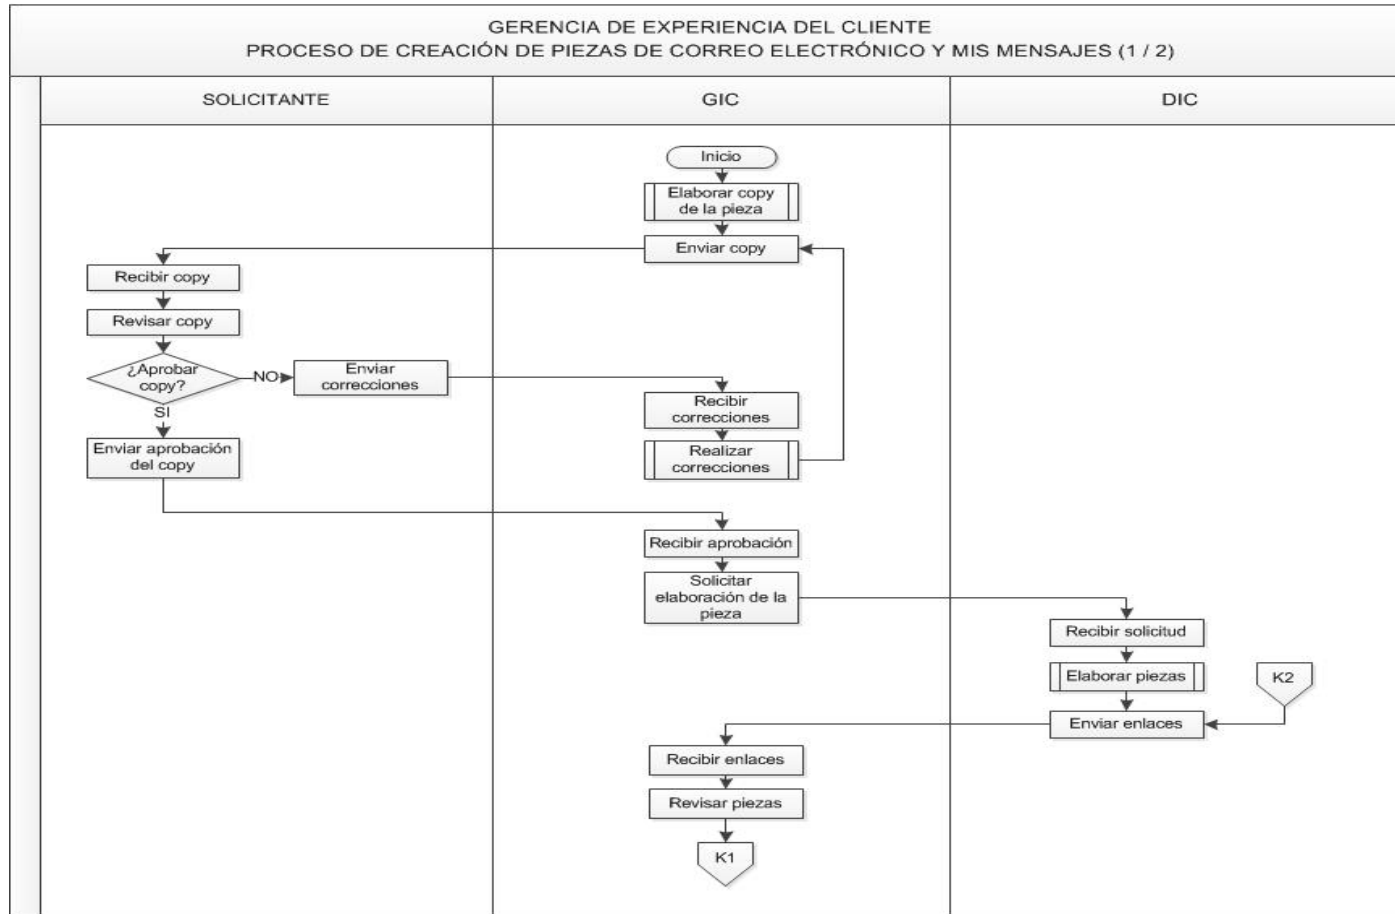 GERENCIA DE EXPERIENCIA DEL CLIENTE
PROCESO DE CREACIÓN DE PIEZAS DE CORREO ELECTRÓNICO Y MIS MENSAJES (1 / 2)
SOLICITANTE
GIC
DIC
Inicio
Elaborar copy
de la pieza
Enviar copy
Recibir copy
Revisar copy
¿Aprobar
copy?
NO
Enviar
correcciones
SI
Recibir
correcciones
Enviar aprobación
del copy
Realizar
correcciones
Recibir aprobación
Solicitar
elaboración de la
pieza
Recibir solicitud
Elaborar piezas
K2
Enviar enlaces
Recibir enlaces
Revisar piezas
K1